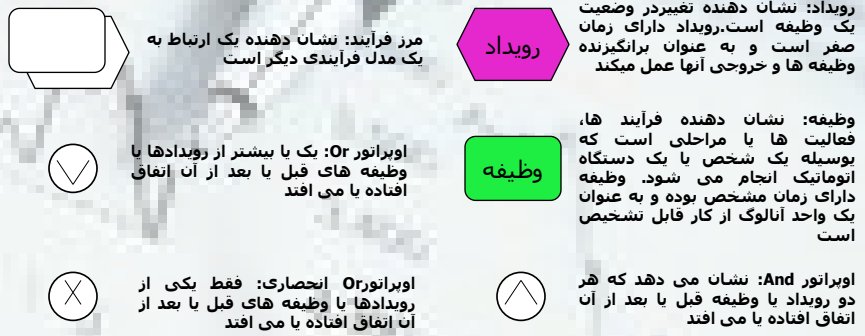 رویداد: نشان دهنده تغییردر وضعیت
یک وظیفه است.رویداد دارای زمان
صفر است و به عنوان برانگیزنده
وظیفه ها و خروجی آنها عمل میکند
رویداد
مرز فرآیند: نشان دهنده یک ارتباط به
یک مدل فرآیندی دیگر است
وظیفه: نشان دهنده فرآیند ها،
فعالیت ها یا مراحلی است که
بوسیله یک شخص یا یک دستگاه
اتوماتیک انجام می شود. وظیفه
دارای زمان مشخص بوده و به عنوان
یک واحد آنالوگ از کار قابل تشخیص
است
وظیفه
اوپراتور Or: یک یا بیشتر از رویدادها یا
وظیفه های قبل یا بعد از آن اتفاق
افتاده یا می افتد
اوپراتور And: نشان می دهد که هر
دو رویداد یا وظیفه قبل یا بعد از آن
اتفاق افتاده یا می افتد
اوپراتورOr انحصاری: فقط یکی از
رویدادها یا وظیفه های قبل یا بعد از
آن اتفاق افتاده یا می افتد